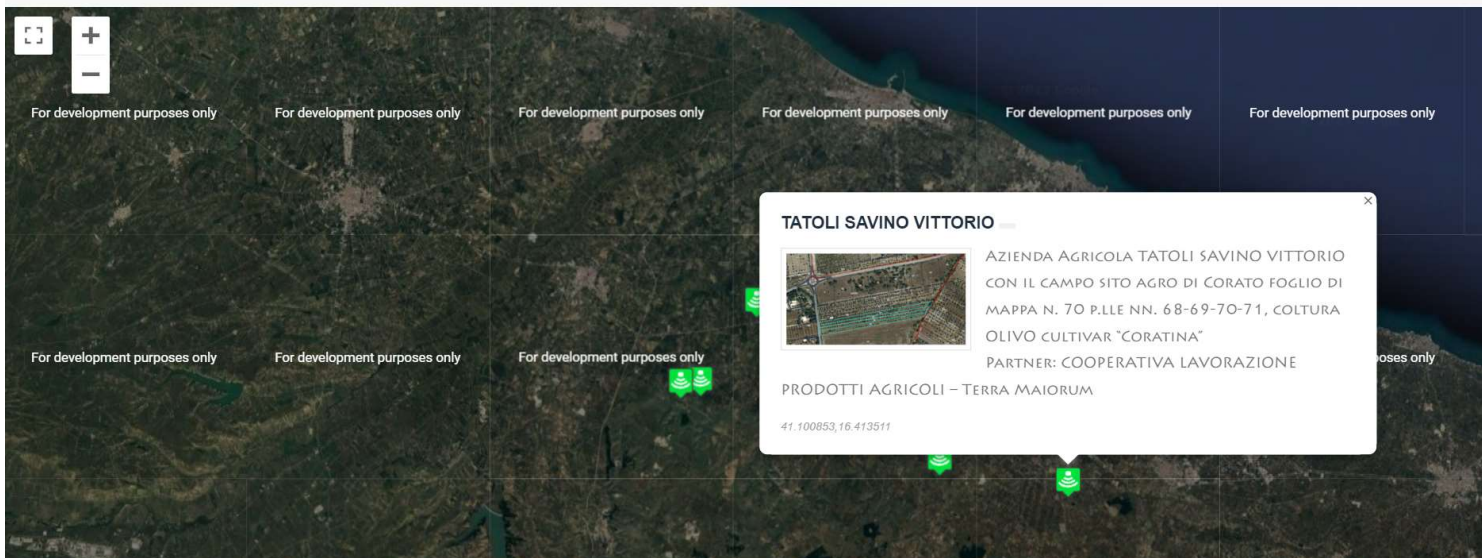 +
−
For development purposes only For development purposes only For development purposes only For development purposes only For development purposes only For development purposes only
×
TATOLI SAVINO VITTORIO
Azienda Agricola TATOLI SAVINO VITTORIO
con il campo sito agro di Corato foglio di
mappa n. 70 p.lle nn. 68-69-70-71, coltura
OLIVO cultivar “Coratina”
Partner: COOPERATIVA LAVORAZIONE
PRODOTTI AGRICOLI – Terra Maiorum
41.100853,16.413511
For development purposes only For development purposes only For development purposes only poses only